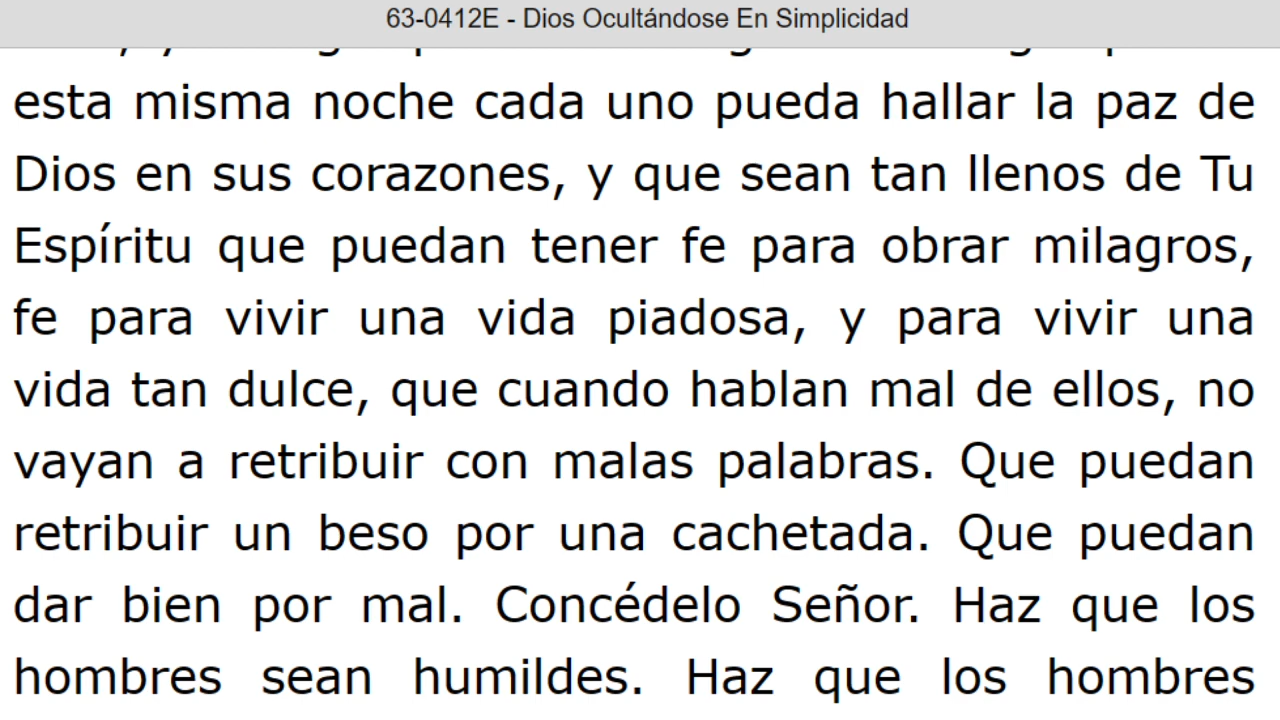 63-0412E - Dios Ocultándose En Simplicidad
esta misma noche cada uno pueda hallar la paz de
Dios en sus corazones, y que sean tan llenos de Tu
Espíritu que puedan tener fe para obrar milagros,
fe para vivir una vida piadosa, y para vivir una
vida tan dulce, que cuando hablan mal de ellos, no
vayan a retribuir con malas palabras. Que puedan
retribuir un beso por una cachetada. Que puedan
dar bien por mal. Concédelo Señor. Haz que los
hombres sean humildes. Haz que los hombres